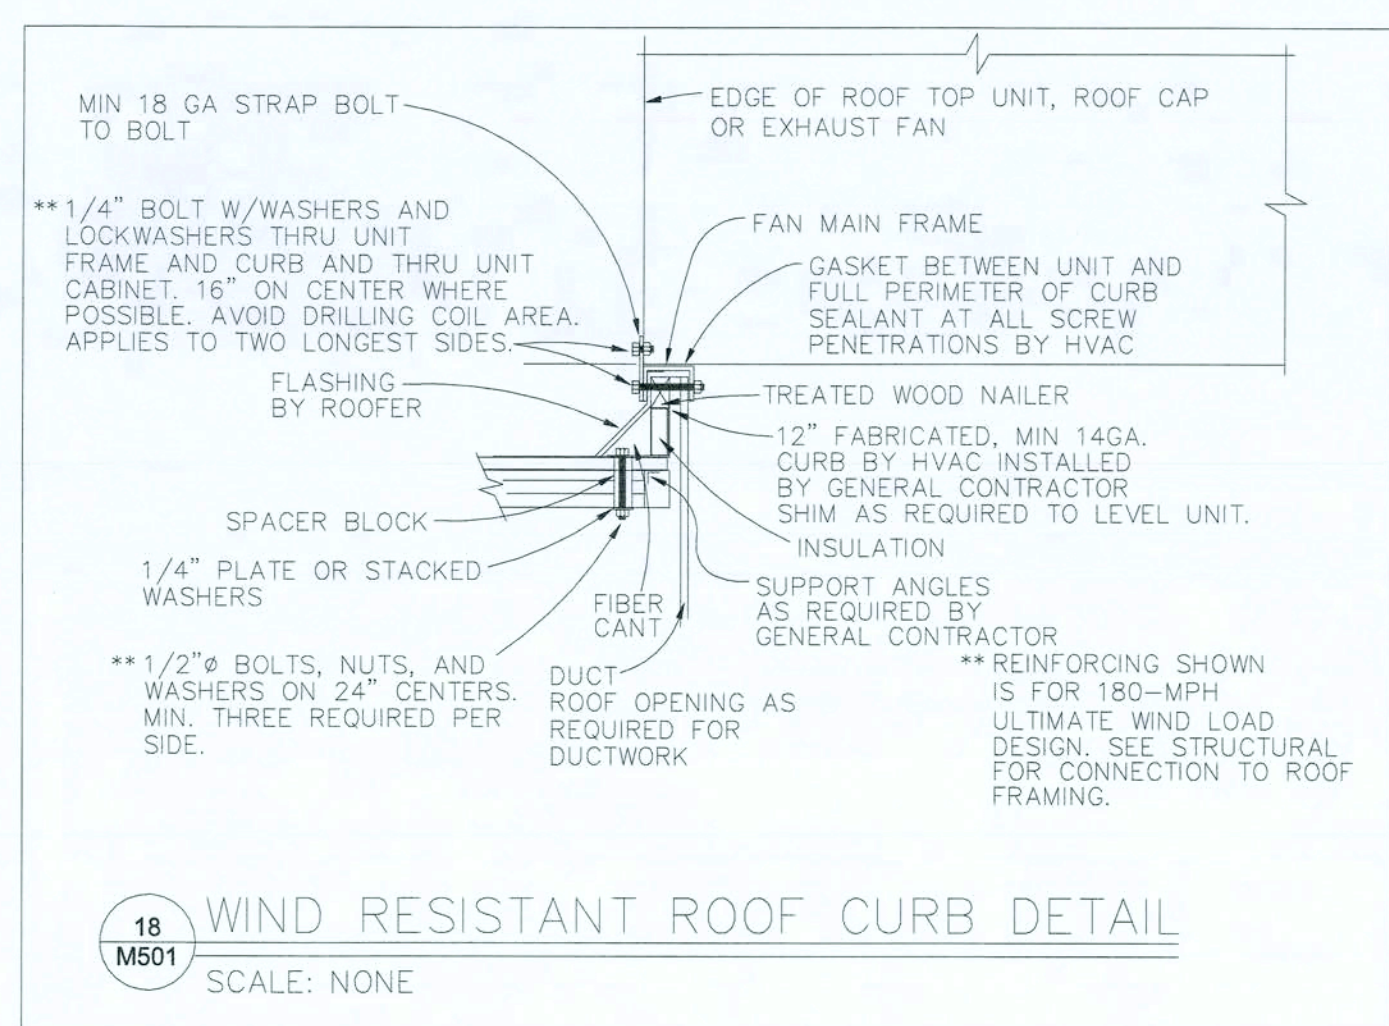 MIN 18 GA STRAP BOLT
TO BOLT
EDGE OF ROOF TOP UNIT, ROOF CAP
OR EXHAUST FAN
** 1/4" BOLT W/WASHERS AND
LOCKWASHERS THRU UNIT
FRAME AND CURB AND THRU UNIT
CABINET. 16" ON CENTER WHERE
POSSIBLE. AVOID DRILLING COIL AREA.
APPLIES TO TWO LONGEST SIDES.
FAN MAIN FRAME
GASKET BETWEEN UNIT AND
FULL PERIMETER OF CURB
SEALANT AT ALL SCREW
PENETRATIONS BY HVAC
FLASHING
BY ROOFER
TREATED WOOD NAILER
12" FABRICATED, MIN 14GA.
CURB BY HVAC INSTALLED
BY GENERAL CONTRACTOR
SHIM AS REQUIRED TO LEVEL UNIT.
SPACER BLOCK
INSULATION
1/4" PLATE OR STACKED
WASHERS
FIBER
CANT
SUPPORT ANGLES
AS REQUIRED BY
GENERAL CONTRACTOR
** 1/2"ø BOLTS, NUTS, AND
WASHERS ON 24" CENTERS.
MIN. THREE REQUIRED PER
SIDE.
DUCT
ROOF OPENING AS
REQUIRED FOR
DUCTWORK
** REINFORCING SHOWN
IS FOR 180-MPH
ULTIMATE WIND LOAD
DESIGN. SEE STRUCTURAL
FOR CONNECTION TO ROOF
FRAMING.
18
M501
WIND RESISTANT ROOF CURB DETAIL
SCALE: NONE